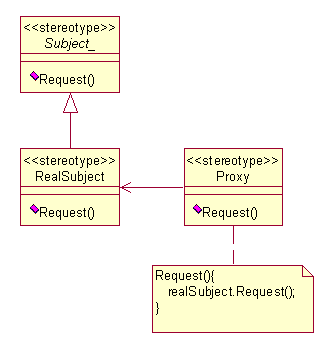 <<stereotype>>
Subject_
Request()
<<stereotype>>
RealSubject
Request()
<<stereotype>>
Proxy
Request()
Request(){
realSubject.Request();
}